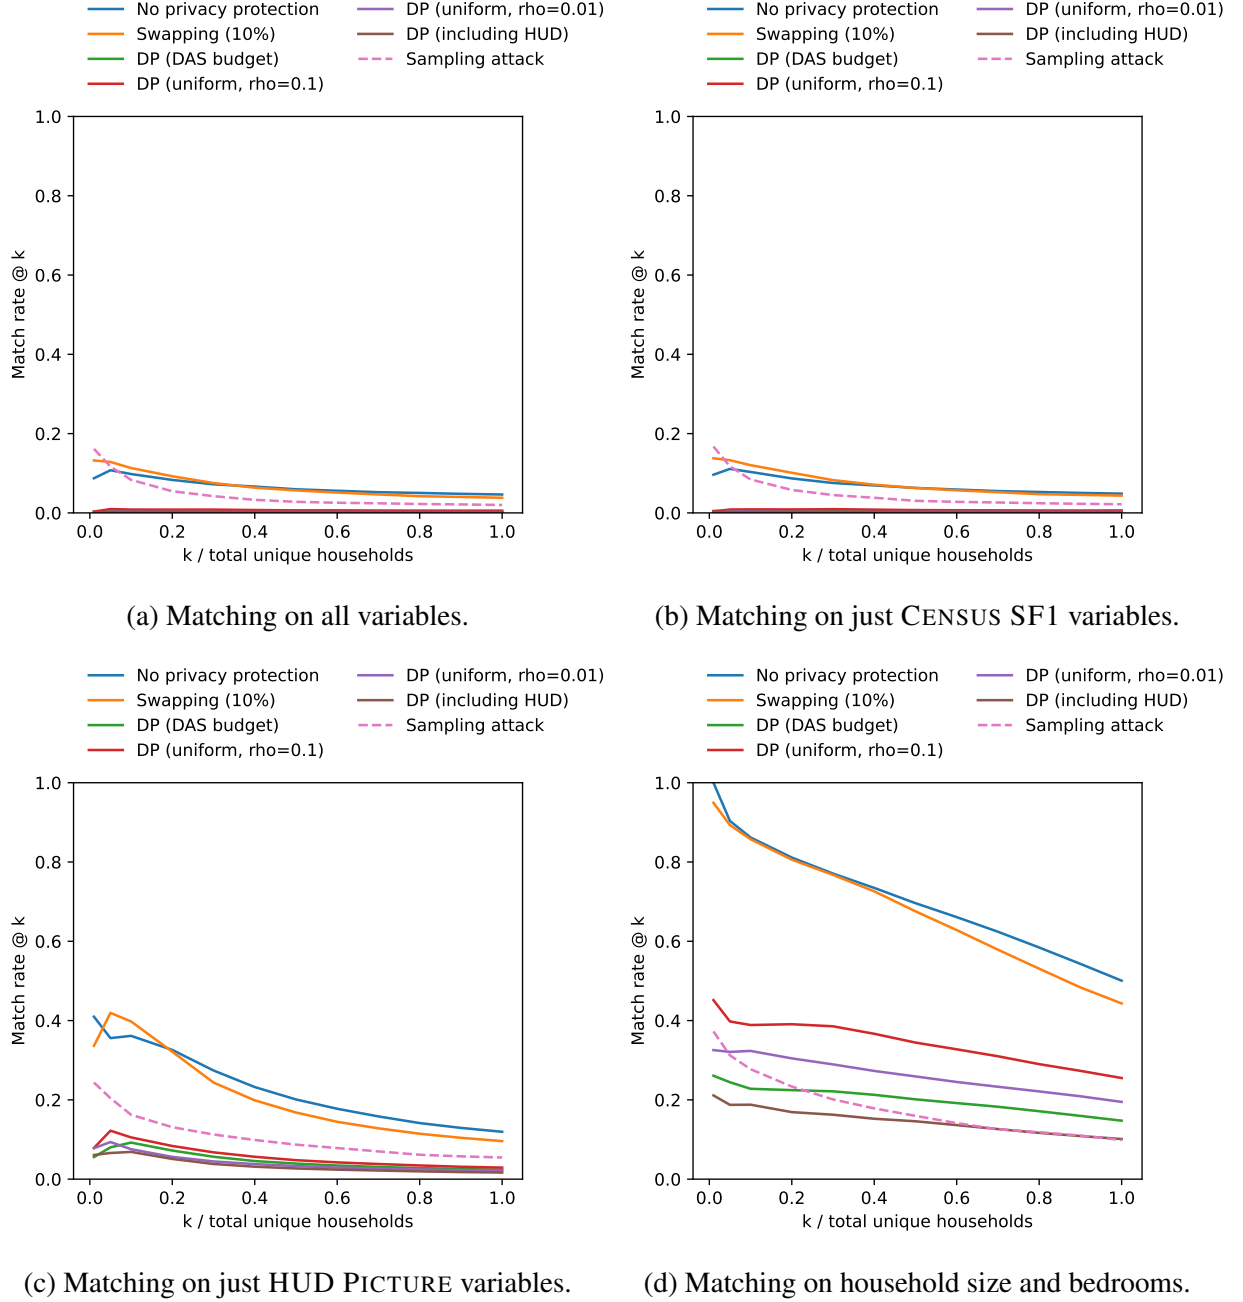 No privacy protection
Swapping (10%)
DP (DAS budget)
DP (uniform, rho=0.1)
DP (uniform, rho=0.01)
DP (including HUD)
Sampling attack
1.0
0.8
0.6
0.4
0.2
0.0
Match rate @ k
0.0 0.2 0.4 0.6 0.8 1.0
k / total unique households
(a) Matching on all variables.
No privacy protection
Swapping (10%)
DP (DAS budget)
DP (uniform, rho=0.1)
DP (uniform, rho=0.01)
DP (including HUD)
Sampling attack
1.0
0.8
0.6
0.4
0.2
0.0
Match rate @ k
0.0 0.2 0.4 0.6 0.8 1.0
k / total unique households
(b) Matching on just CENSUS SF1 variables.
No privacy protection
Swapping (10%)
DP (DAS budget)
DP (uniform, rho=0.1)
DP (uniform, rho=0.01)
DP (including HUD)
Sampling attack
1.0
0.8
0.6
0.4
0.2
0.0
Match rate @ k
0.0 0.2 0.4 0.6 0.8 1.0
k / total unique households
(c) Matching on just HUD PICTURE variables.
No privacy protection
Swapping (10%)
DP (DAS budget)
DP (uniform, rho=0.1)
DP (uniform, rho=0.01)
DP (including HUD)
Sampling attack
1.0
0.8
0.6
0.4
0.2
0.0
Match rate @ k
0.0 0.2 0.4 0.6 0.8 1.0
k / total unique households
(d) Matching on household size and bedrooms.